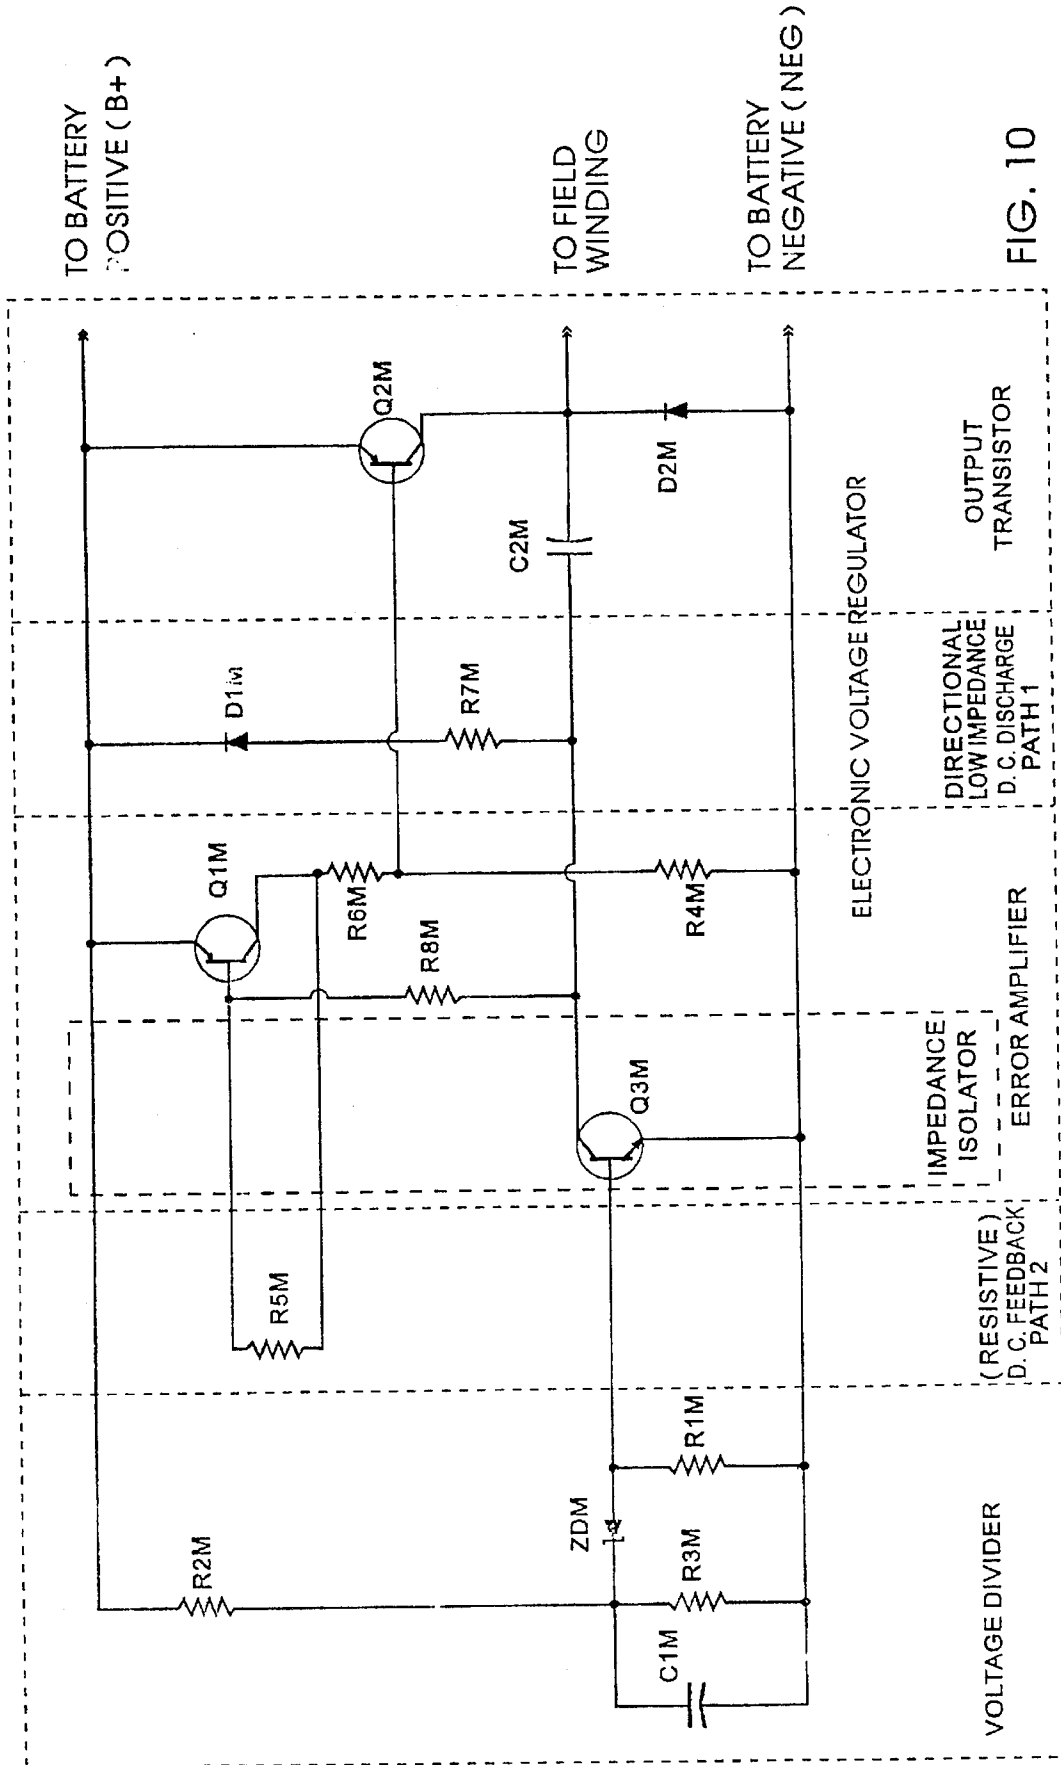 TO BATTERY
POSITIVE ( B+ )
TO FIELD
WINDING
TO BATTERY
NEGATIVE ( NEG )
FIG. 10
Q2M
C2M
D2M
OUTPUT
TRANSISTOR
D1M
R7M
DIRECTIONAL
LOW IMPEDANCE
D. C. DISCHARGE
PATH 1
ELECTRONIC VOLTAGE REGULATOR
Q1M
R6M
R8M
R4M
ERROR AMPLIFIER
Q3M
IMPEDANCE
ISOLATOR
R5M
( RESISTIVE )
D. C. FEEDBACK
PATH 2
R2M
ZDM
R1M
R3M
C1M
VOLTAGE DIVIDER